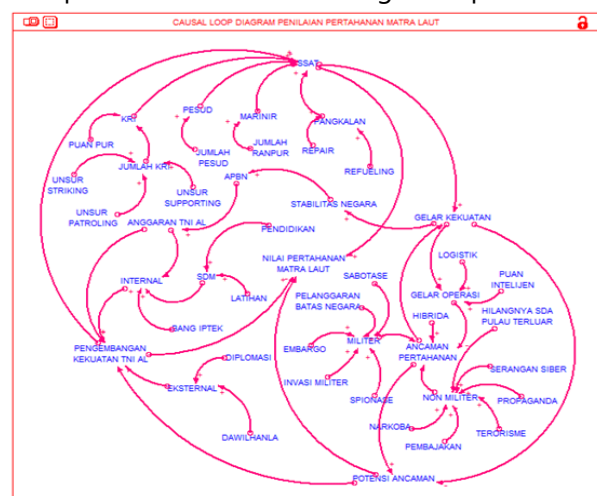 CAUSAL LOOP DIAGRAM PENILAIAN PERTAHANAN MATRA LAUT
SSAT
PESUD
MARINIR
KRI
PANGKALAN
PUAN PUR
JUMLAH
PESUD
JUMLAH
RANPUR
REPAIR
JUMLAH KRI
REFUELING
UNSUR
STRIKING
APBN
UNSUR
SUPPORTING
STABILITAS NEGARA
UNSUR
PATROLING
GELAR KEKUATAN
ANGGARAN TNI AL
PENDIDIKAN
LOGISTIK
NILAI PERTAHANAN
MATRA LAUT
SABOTASE
PUAN
INTELIJEN
INTERNAL
SDM
GELAR OPERASI
LATIHAN
PELANGGARAN
BATAS NEGARA
HIBRIDA
HILANGNYA SDA
PULAU TERLUAR
BANG IPTEK
PENGEMBANGAN
KEKUATAN TNI AL
EMBARGO
MILITER
ANCAMAN
PERTAHANAN
DIPLOMASI
SERANGAN SIBER
INVASI MILITER
EKSTERNAL
SPIONASE
NON MILITER
PROPAGANDA
NARKOBA
TERORISME
DAWILHANLA
PEMBAJAKAN
POTENSI ANCAMAN